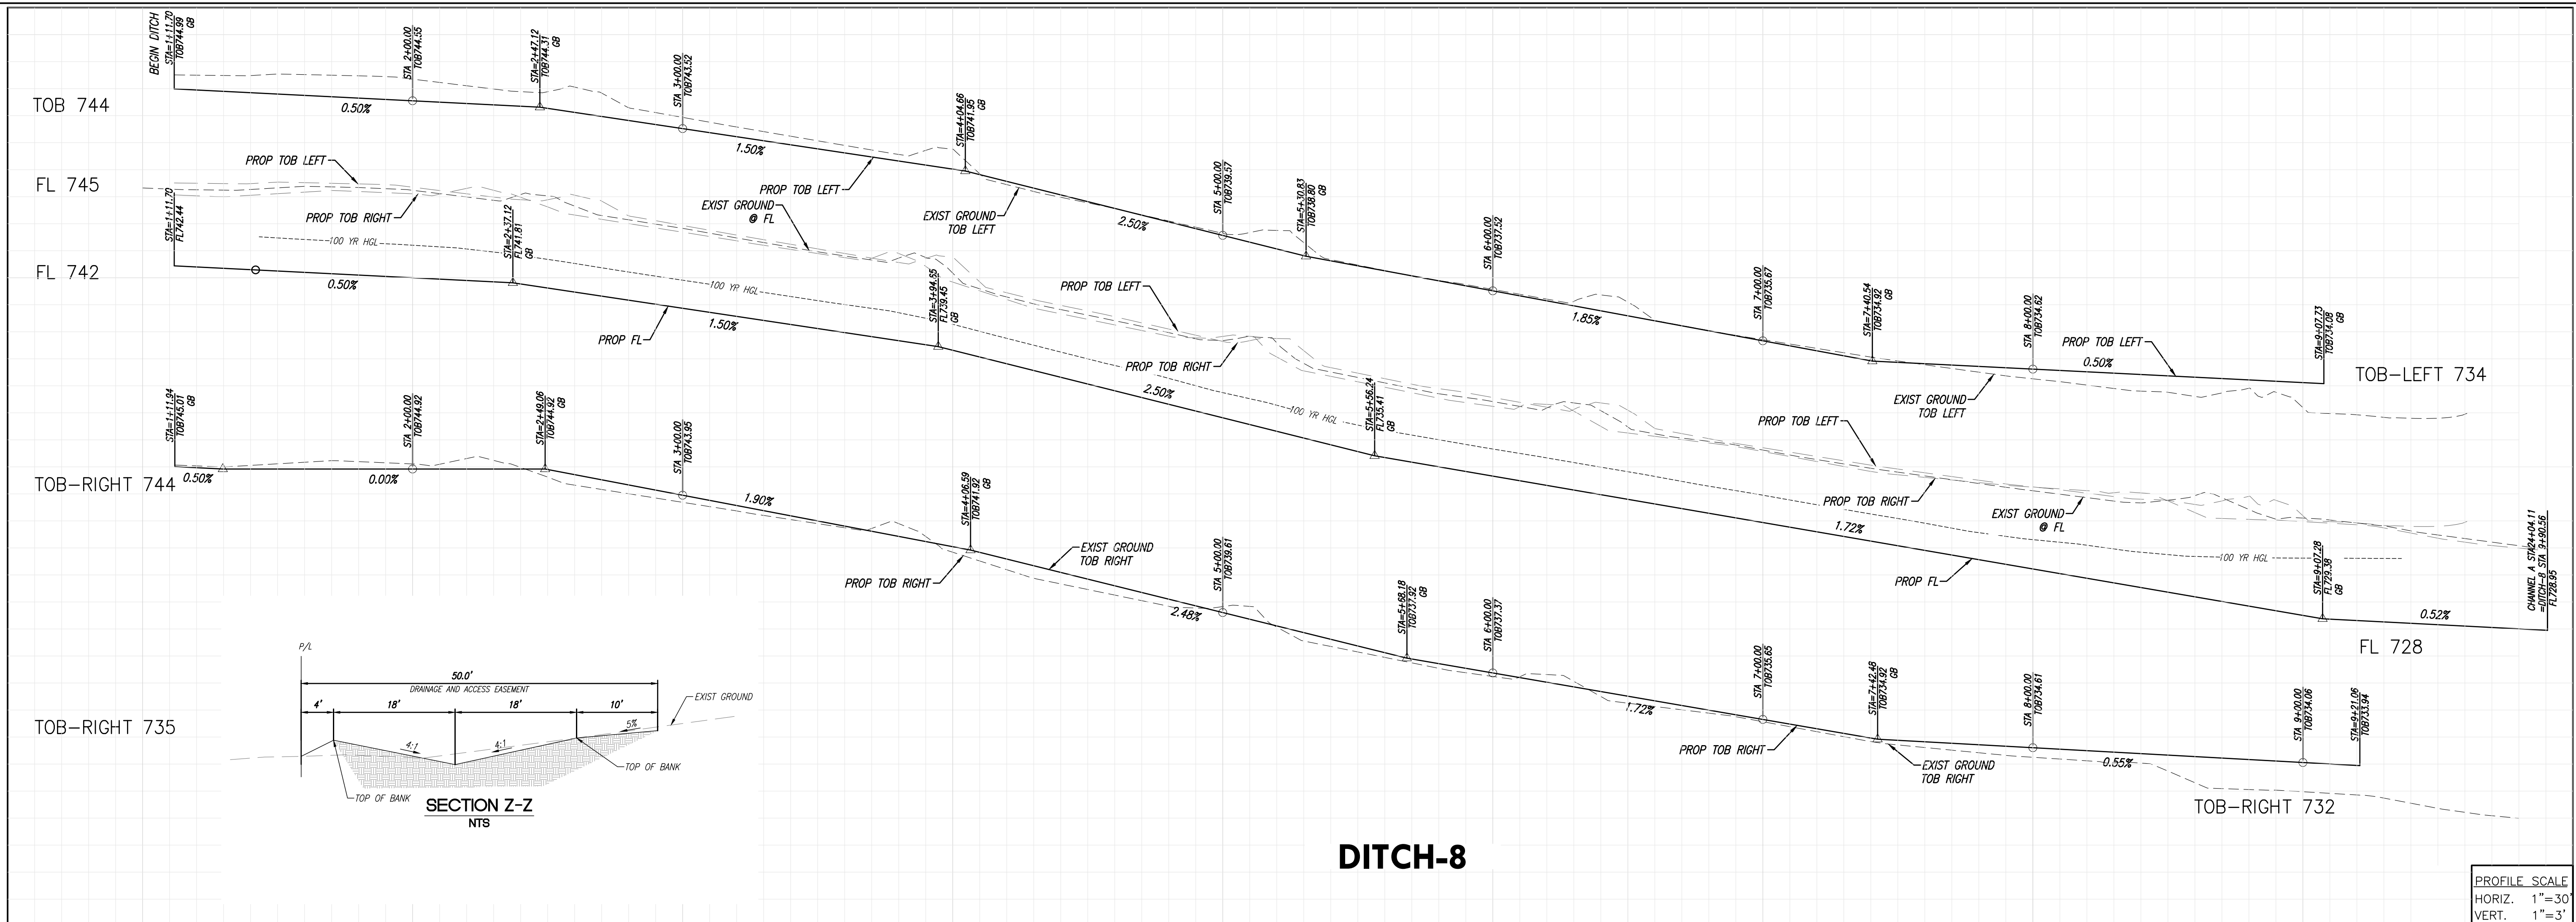 BEGIN DITCH
STA=1+11.70
TOB744.99
GB
STA 2+00.00
TOB744.55
STA=2+47.12
TOB744.31
GB
STA 3+00.00
TOB743.52
STA=4+04.66
TOB741.95
GB
STA 5+00.00
TOB739.57
STA=5+30.83
TOB738.80
GB
STA 6+00.00
TOB737.52
STA 7+00.00
TOB735.67
STA=7+40.54
TOB734.92
GB
STA 8+00.00
TOB734.62
STA=9+07.73
TOB734.08
GB
TOB 744
0.50%
1.50%
2.50%
1.85%
0.50%
PROP TOB LEFT
EXIST GROUND
TOB LEFT
PROP TOB LEFT
EXIST GROUND
TOB LEFT
TOB-LEFT 734
FL 745
PROP TOB LEFT
PROP TOB RIGHT
EXIST GROUND
@ FL
PROP TOB LEFT
PROP TOB RIGHT
PROP TOB LEFT
PROP TOB RIGHT
EXIST GROUND
@ FL
FL 742
STA=1+11.70
FL742.44
STA=2+37.12
FL741.81
GB
STA=3+94.65
FL739.45
GB
STA=5+56.24
FL735.41
GB
STA=9+07.28
FL729.38
GB
CHANNEL A STA24+04.11
=DITCH-8 STA 9+90.56
FL728.95
100 YR HGL
100 YR HGL
100 YR HGL
100 YR HGL
0.50%
1.50%
2.50%
1.72%
0.52%
PROP FL
PROP FL
FL 728
STA=1+11.94
TOB745.01
GB
STA 2+00.00
TOB744.92
STA=2+49.06
TOB744.92
GB
STA 3+00.00
TOB743.95
STA=4+06.59
TOB741.92
GB
STA 5+00.00
TOB739.61
STA=5+68.18
TOB737.92
GB
STA 6+00.00
TOB737.37
STA 7+00.00
TOB735.65
STA=7+42.48
TOB734.92
GB
STA 8+00.00
TOB734.61
STA 9+00.00
TOB734.06
STA=9+21.06
TOB733.94
TOB-RIGHT 744
0.50%
0.00%
1.90%
2.48%
1.72%
0.55%
PROP TOB RIGHT
EXIST GROUND
TOB RIGHT
PROP TOB RIGHT
EXIST GROUND
TOB RIGHT
TOB-RIGHT 735
TOB-RIGHT 732
P/L
50.0'
DRAINAGE AND ACCESS EASEMENT
4'
18'
18'
10'
EXIST GROUND
5%
4:1
4:1
TOP OF BANK
TOP OF BANK
SECTION Z-Z
NTS
DITCH-8
PROFILE SCALE
HORIZ. 1"=30'
VERT. 1"=3'